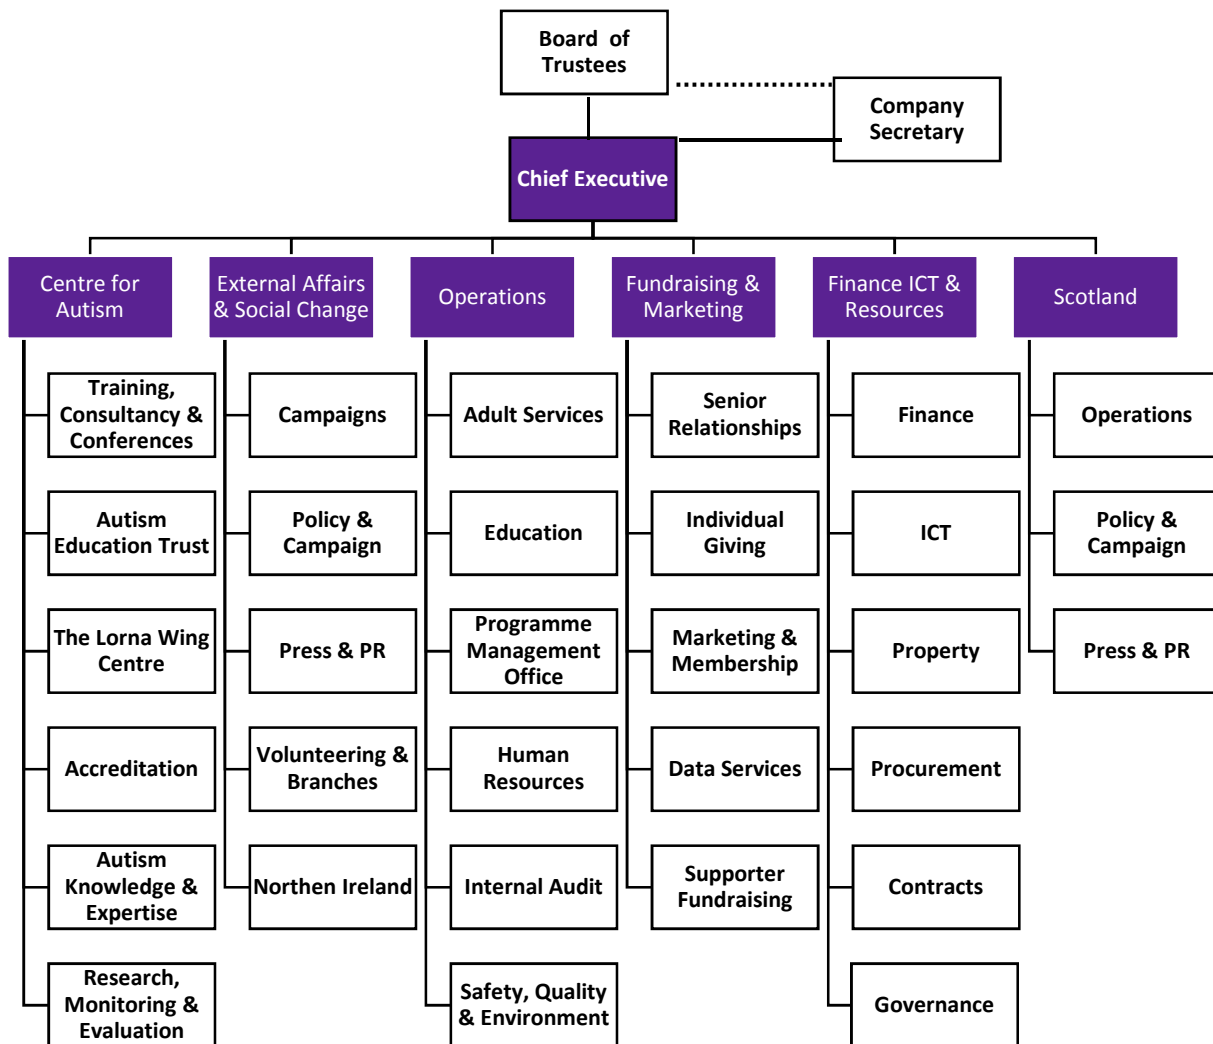 Board of
Trustees
Company
Secretary
Chief Executive
Centre for
Autism
External Affairs
& Social Change
Operations
Fundraising &
Marketing
Finance ICT &
Resources
Scotland
Training,
Consultancy &
Conferences
Autism
Education Trust
The Lorna Wing
Centre
Accreditation
Autism
Knowledge &
Expertise
Research,
Monitoring &
Evaluation
Campaigns
Policy &
Campaign
Press & PR
Volunteering &
Branches
Northen Ireland
Adult Services
Education
Programme
Management
Office
Human
Resources
Internal Audit
Safety, Quality
& Environment
Senior
Relationships
Individual
Giving
Marketing &
Membership
Data Services
Supporter
Fundraising
Finance
ICT
Property
Procurement
Contracts
Governance
Operations
Policy &
Campaign
Press & PR